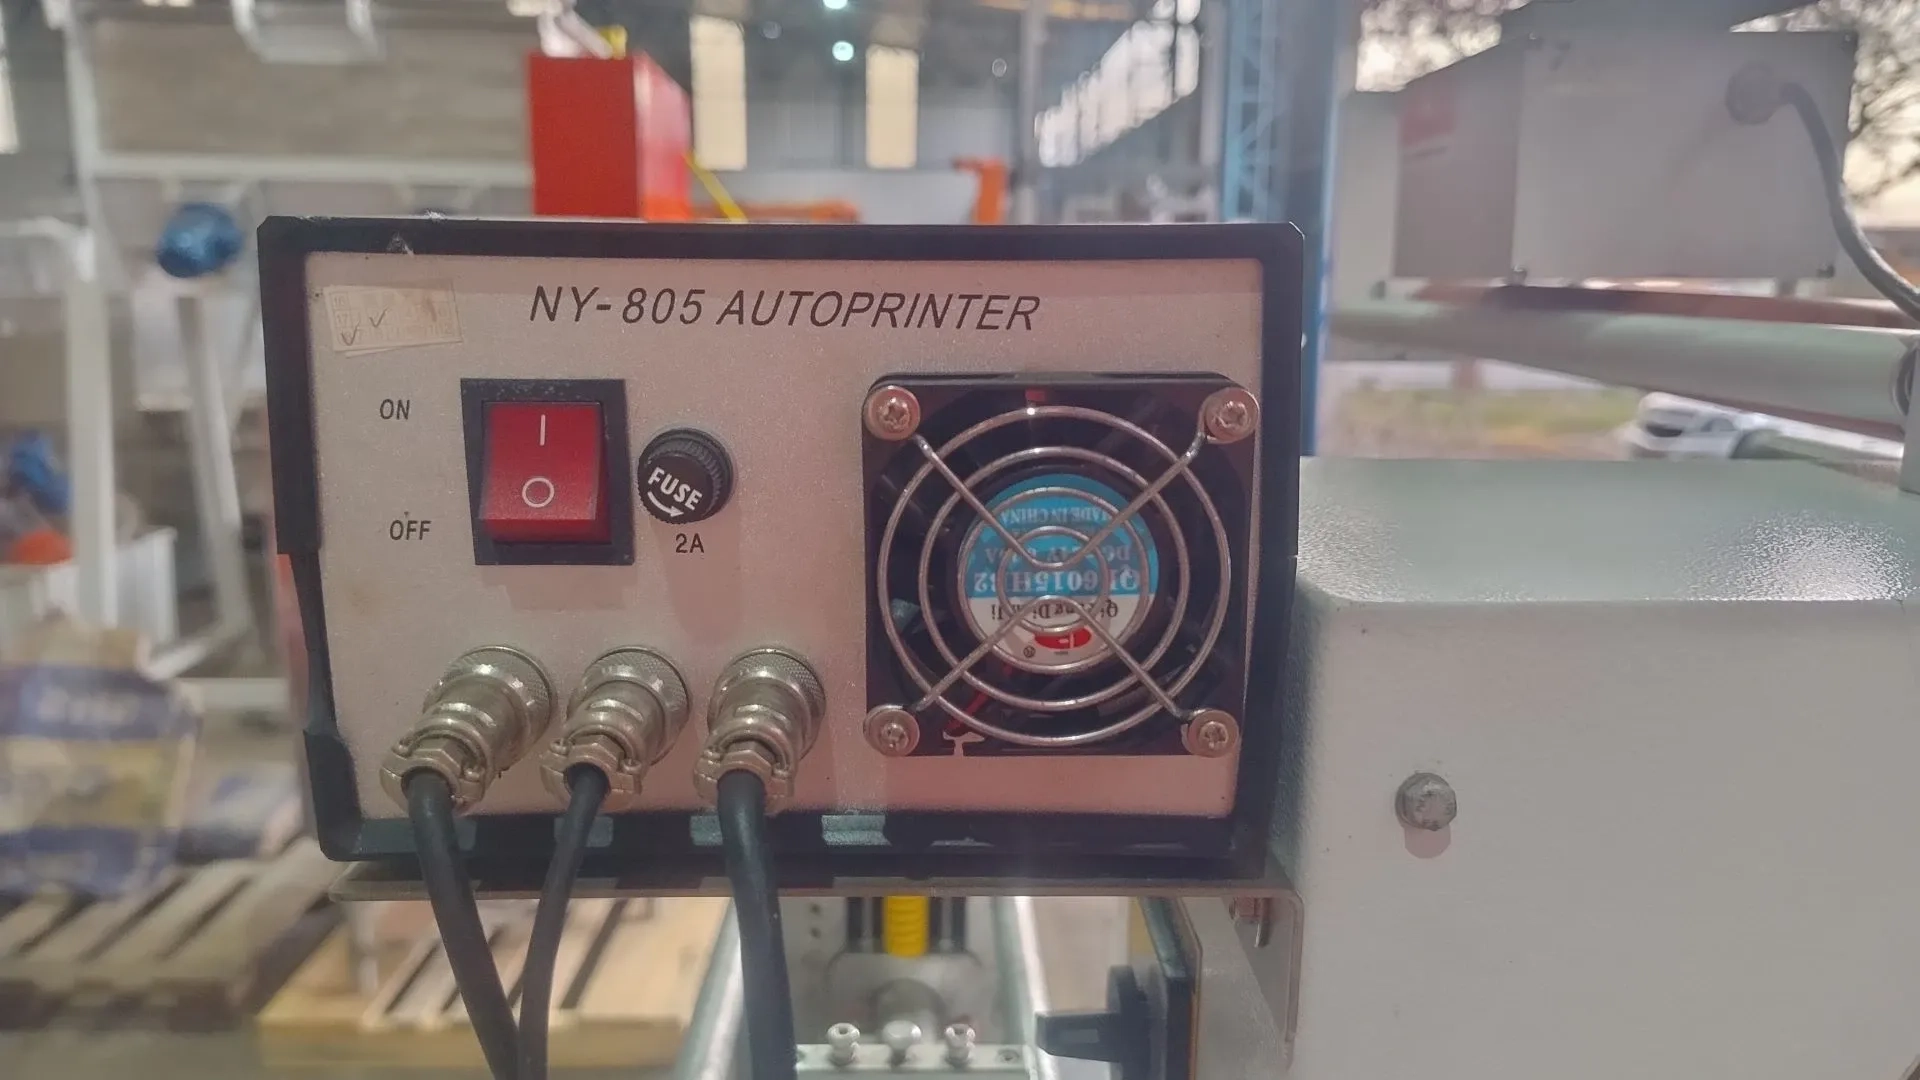 NY-805 AUTOPRINTER
ON
I
FUSE
O
OFF
2A
MADE IN CHINA